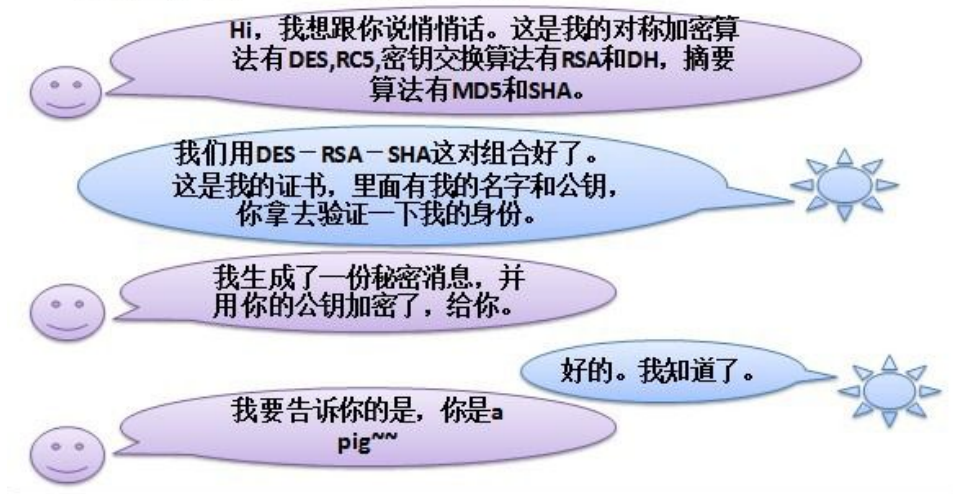 Hi，我想跟你说悄悄话。这是我的对称加密算
法有DES,RC5,密钥交换算法有RSA和DH，摘要
算法有MD5和SHA。
我们用DES－RSA－SHA这对组合好了。
这是我的证书，里面有我的名字和公钥，
你拿去验证一下我的身份。
我生成了一份秘密消息，并
用你的公钥加密了，给你。
好的。我知道了。
我要告诉你的是，你是a
pig~~